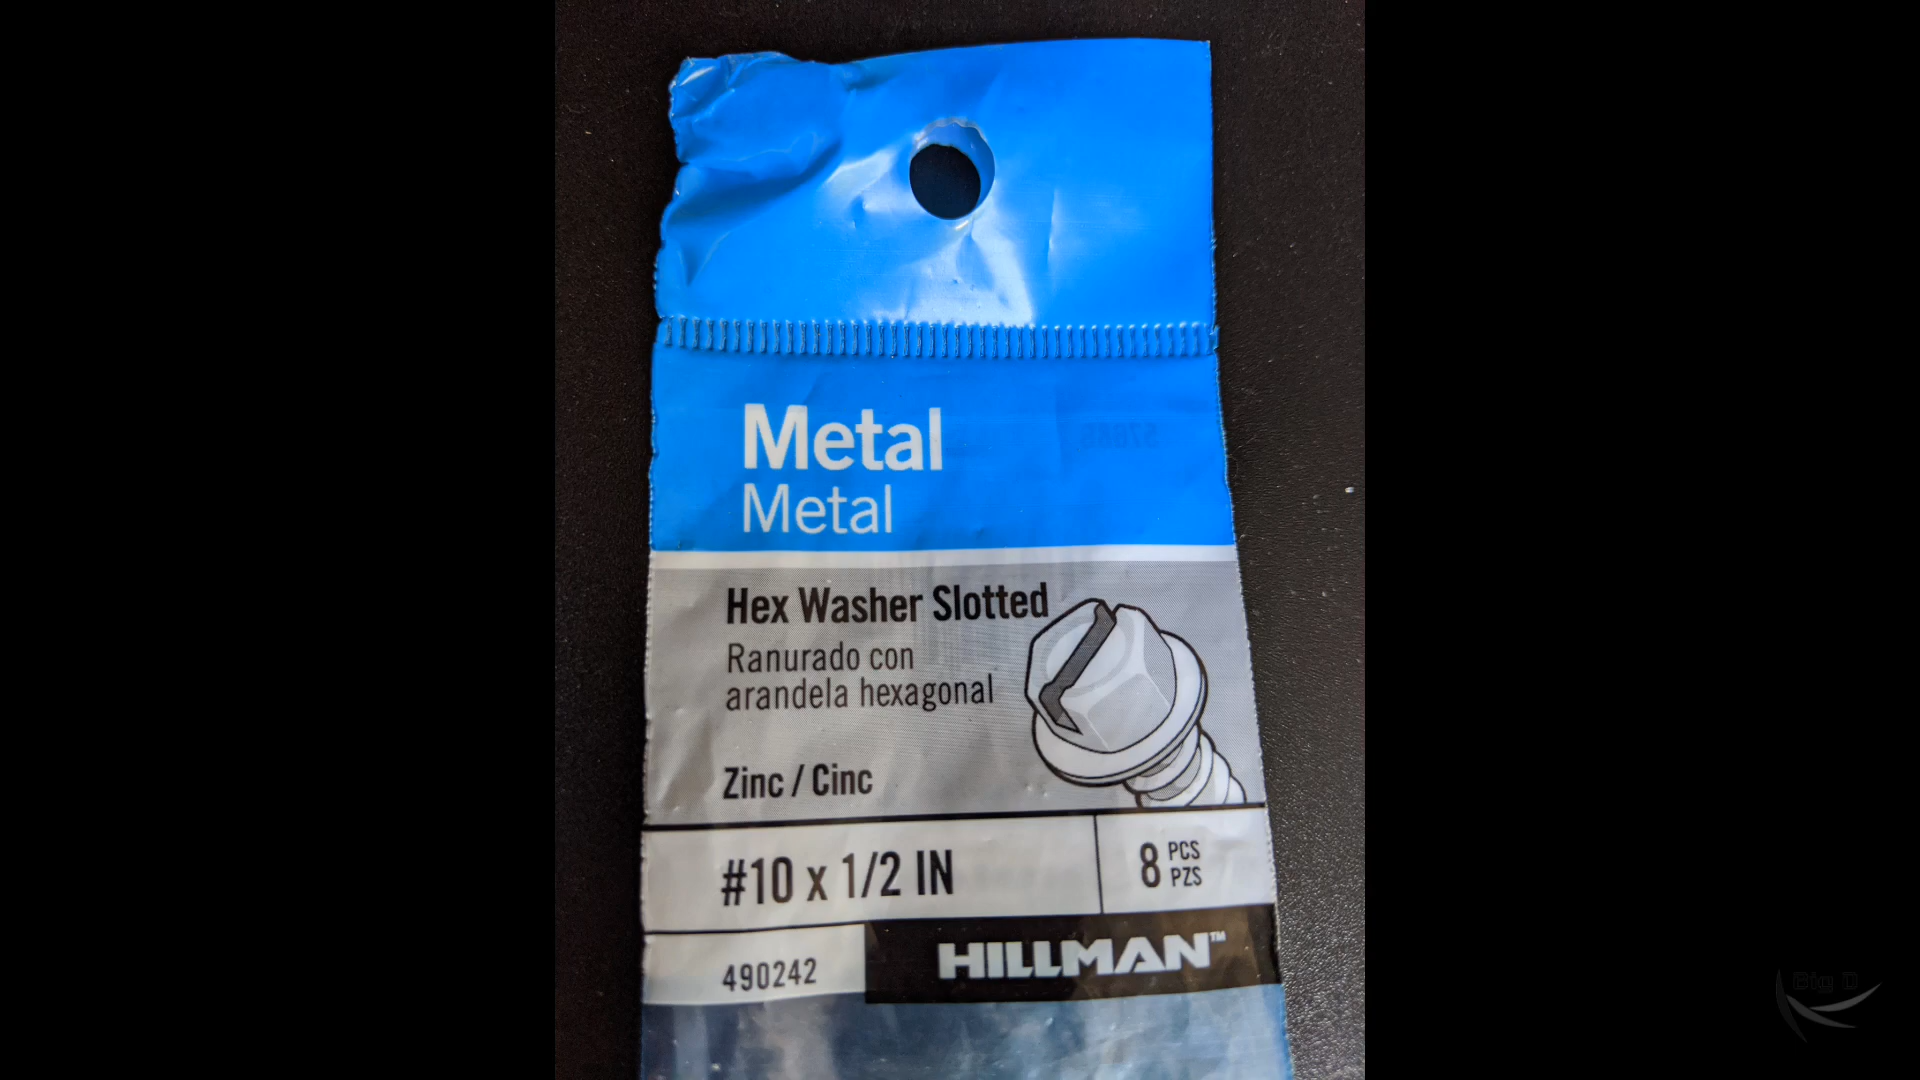 Metal
Metal
Hex Washer Slotted
Ranurado con
arandela hexagonal
Zinc / Cinc
#10 x 1/2 IN
8 PCS
PZS
490242
HILLMAN™
Big D